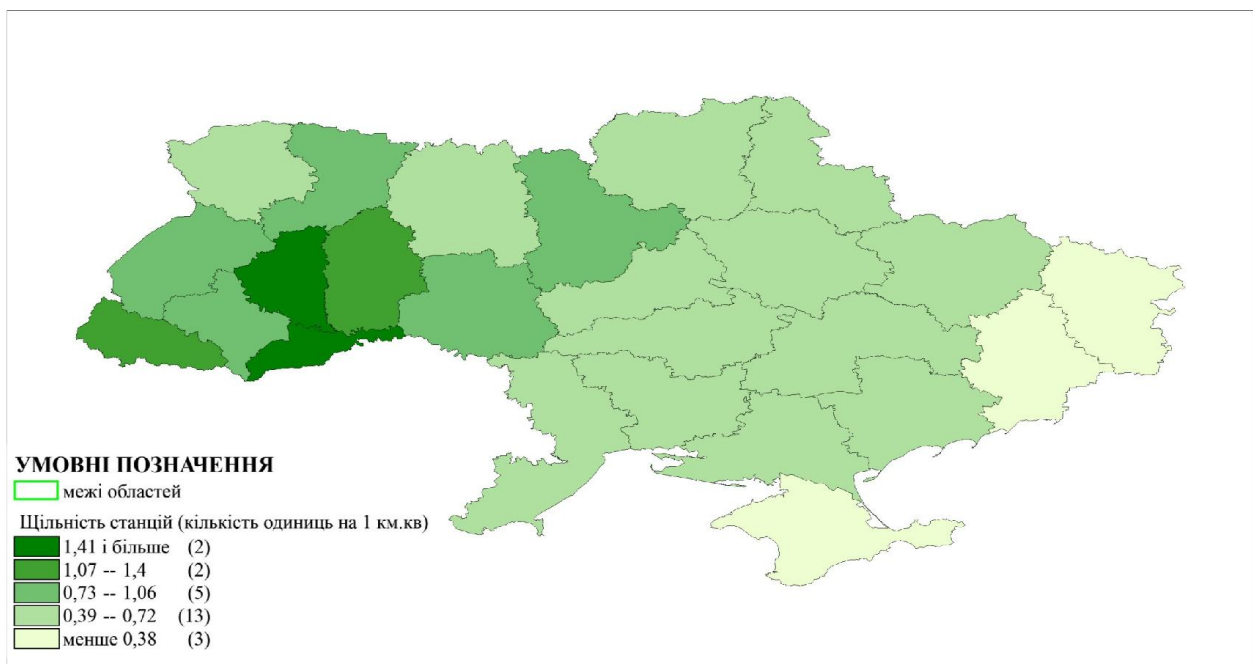 УМОВНІ ПОЗНАЧЕННЯ
межі областей
Щільність станцій (кількість одиниць на 1 км.кв)
1,41 і більше (2)
1,07 -- 1,4 (2)
0,73 -- 1,06 (5)
0,39 -- 0,72 (13)
менше 0,38 (3)